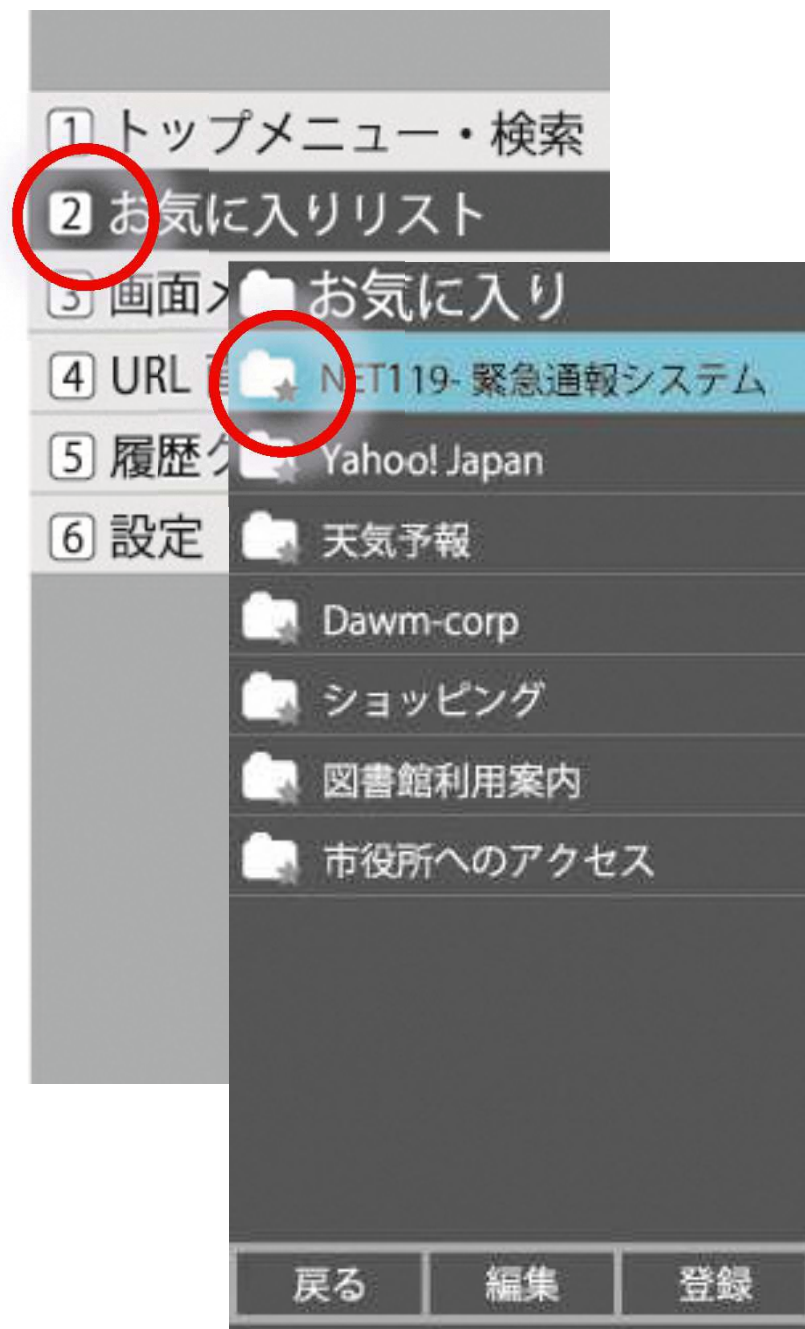 1 トップメニュー・検索
2 お気に入りリスト
3 画面メ
4 URL
5 履歴
6 設定
お気に入り
NET119- 緊急通報システム
Yahoo! Japan
天気予報
Dawm-corp
ショッピング
図書館利用案内
市役所へのアクセス
戻る 編集 登録